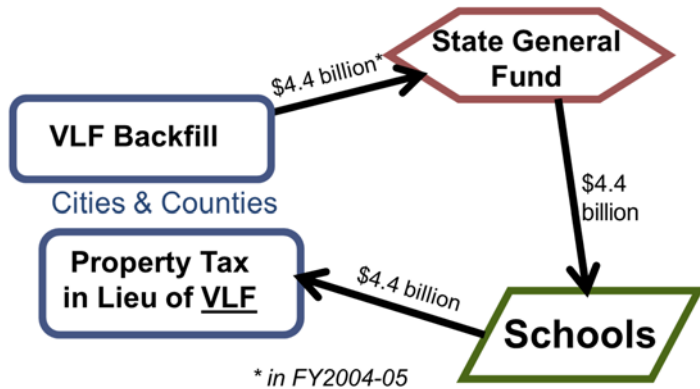 State General
Fund
$4.4 billion*
VLF Backfill
Cities & Counties
$4.4
billion
Property Tax
in Lieu of VLF
$4.4 billion
Schools
* in FY2004-05